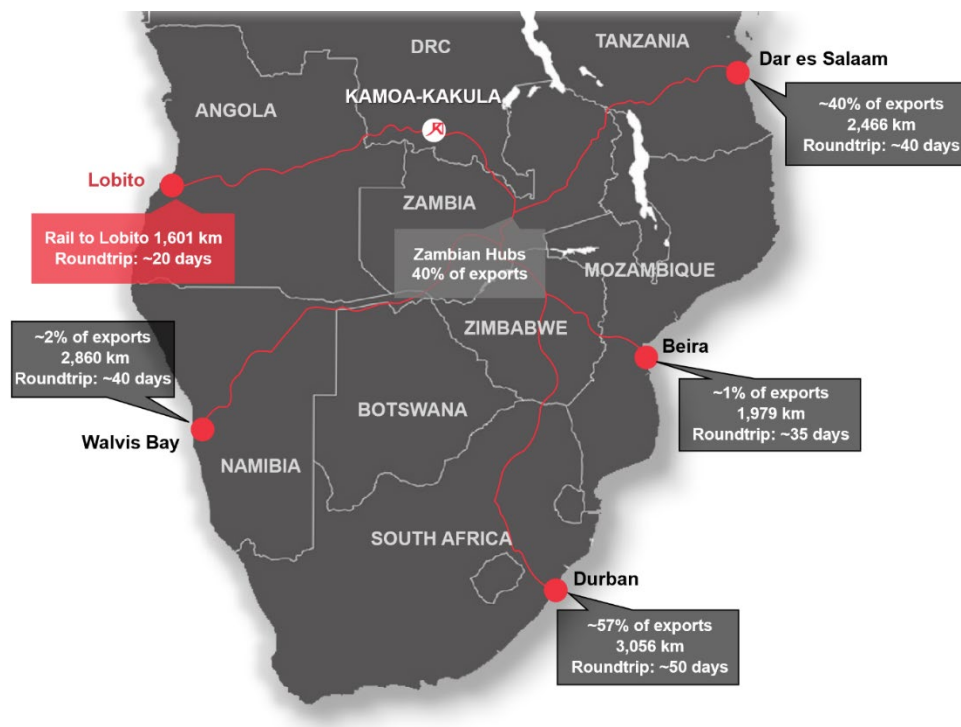 DRC
TANZANIA
Dar es Salaam
KAMOA-KAKULA
ANGOLA
~40% of exports
2,466 km
Roundtrip: ~40 days
Lobito
ZAMBIA
Rail to Lobito 1,601 km
Roundtrip: ~20 days
Zambian Hubs
40% of exports
MOZAMBIQUE
ZIMBABWE
~2% of exports
2,860 km
Roundtrip: ~40 days
Beira
~1% of exports
1,979 km
Roundtrip: ~35 days
BOTSWANA
Walvis Bay
NAMIBIA
SOUTH AFRICA
Durban
~57% of exports
3,056 km
Roundtrip: ~50 days